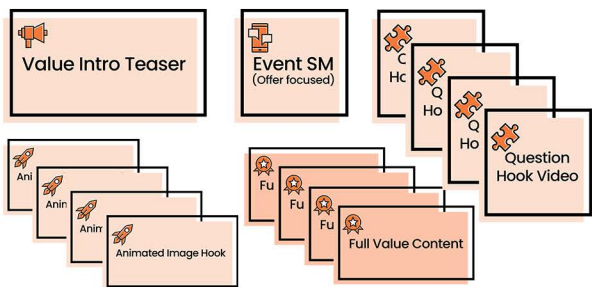 Value Intro Teaser
Event SM
(Offer focused)
Q
Ho
Q
Ho
Q
Ho
Question
Hook Video
Ani
Anin
Anim
Animated Image Hook
Fu
Fu
Fu
Full Value Content